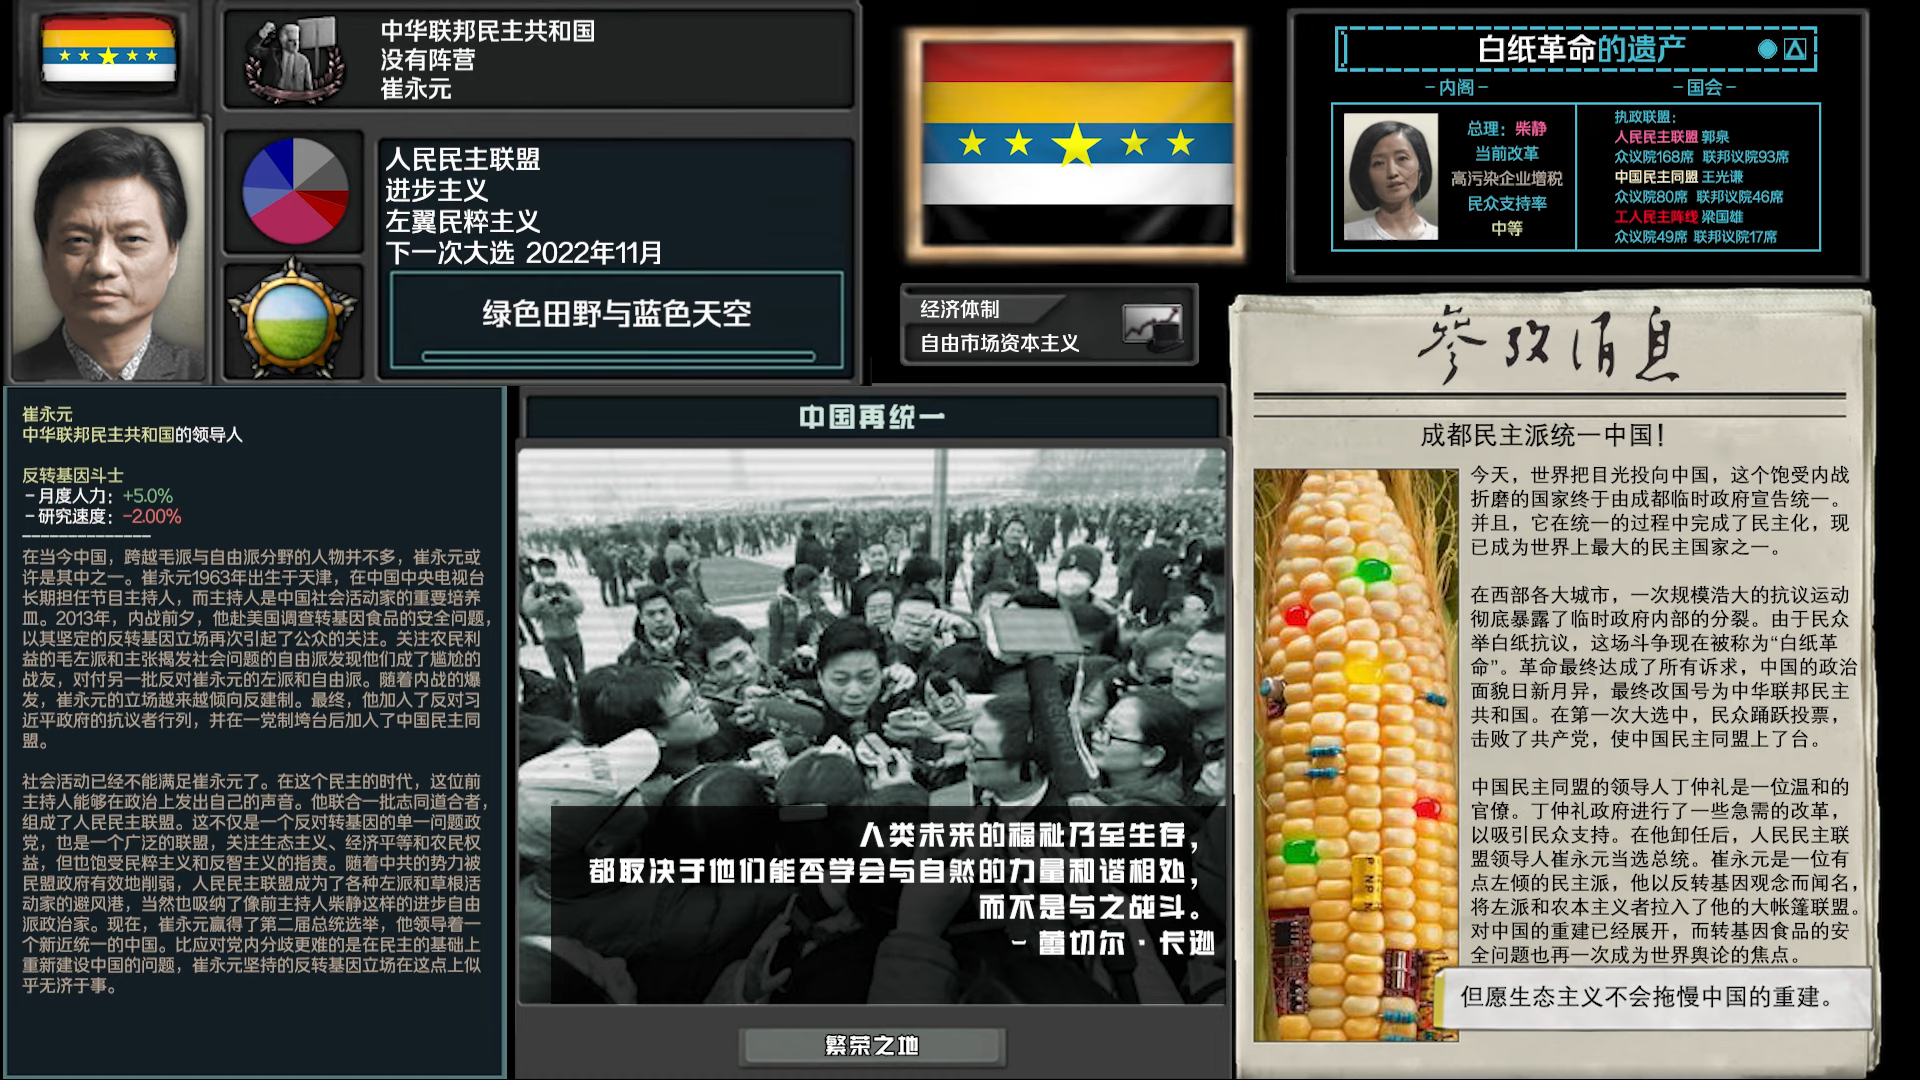 中华联邦民主共和国
没有阵营
崔永元
人民民主联盟
进步主义
左翼民粹主义
下一次大选 2022年11月
绿色田野与蓝色天空
经济体制
自由市场资本主义
白纸革命的遗产
-内阁-
-国会-
总理：柴静
当前改革
高污染企业增税
民众支持率
中等
执政联盟：
人民民主联盟 郭泉
众议院168席 联邦议院93席
中国民主同盟 王光谦
众议院80席 联邦议院46席
工人民主阵线 梁国雄
众议院49席 联邦议院17席
崔永元
中华联邦民主共和国的领导人
反转基因斗士
-月度人力：+5.0%
-研究速度：-2.00%
---------------
在当今中国，跨越毛派与自由派分野的人物并不多，崔永元或
许是其中之一。崔永元1963年出生于天津，在中国中央电视台
长期担任节目主持人，而主持人是中国社会活动家的重要培养
皿。2013年，内战前夕，他赴美国调查转基因食品的安全问题，
以其坚定的反转基因立场再次引起了公众的关注。关注农民利
益的毛左派和主张揭发社会问题的自由派发现他们成了尴尬的
战友，对付另一批反对崔永元的左派和自由派。随着内战的爆
发，崔永元的立场越来越倾向反建制。最终，他加入了反对习
近平政府的抗议者行列，并在一党制垮台后加入了中国民主同
盟。
社会活动已经不能满足崔永元了。在这个民主的时代，这位前
主持人能够在政治上发出自己的声音。他联合一批志同道合者，
组成了人民民主联盟。这不仅是一个反对转基因的单一问题政
党，也是一个广泛的联盟，关注生态主义、经济平等和农民权
益，但也饱受民粹主义和反智主义的指责。随着中共的势力被
民盟政府有效地削弱，人民民主联盟成为了各种左派和草根活
动家的避风港，当然也吸纳了像前主持人柴静这样的进步自由
派政治家。现在，崔永元赢得了第二届总统选举，他领导着一
个新近统一的中国。比应对党内分歧更难的是在民主的基础上
重新建设中国的问题，崔永元坚持的反转基因立场在这点上似
乎无济于事。
中国再统一
人类未来的福祉乃至生存，
都取决于他们能否学会与自然的力量和谐相处，
而不是与之战斗。
- 蕾切尔·卡逊
繁荣之地
参考消息
成都民主派统一中国！
今天，世界把目光投向中国，这个饱受内战
折磨的国家终于由成都临时政府宣告统一。
并且，它在统一的过程中完成了民主化，现
已成为世界上最大的民主国家之一。
在西部各大城市，一次规模浩大的抗议运动
彻底暴露了临时政府内部的分裂。由于民众
举白纸抗议，这场斗争现在被称为“白纸革
命”。革命最终达成了所有诉求，中国的政治
面貌日新月异，最终改国号为中华联邦民主
共和国。在第一次大选中，民众踊跃投票，
击败了共产党，使中国民主同盟上了台。
中国民主同盟的领导人丁仲礼是一位温和的
官僚。丁仲礼政府进行了一些急需的改革，
以吸引民众支持。在他卸任后，人民民主联
盟领导人崔永元当选总统。崔永元是一位有
点左倾的民主派，他以反转基因观念而闻名，
将左派和农本主义者拉入了他的大帐篷联盟。
对中国的重建已经展开，而转基因食品的安
全问题也再一次成为世界舆论的焦点。
但愿生态主义不会拖慢中国的重建。
PNPN